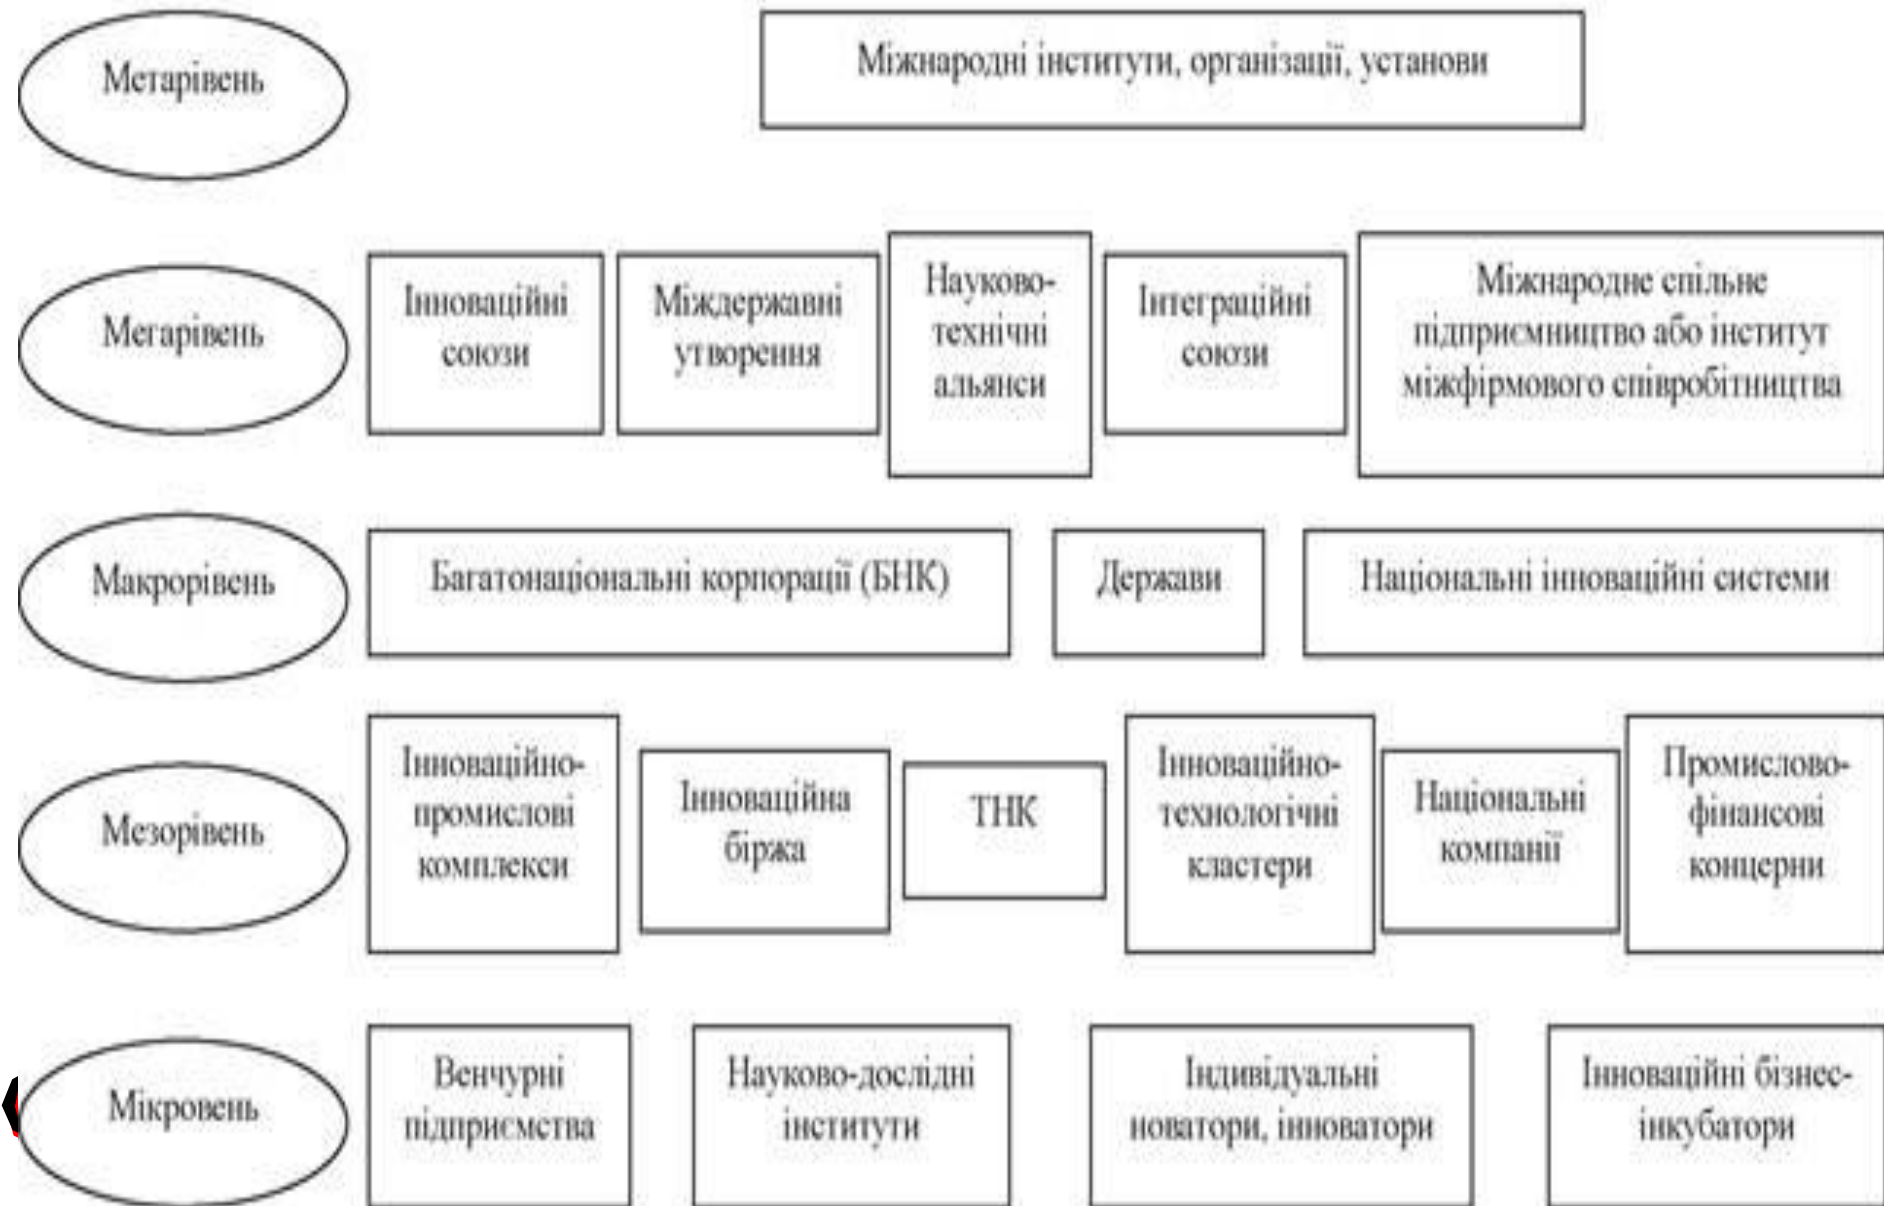 Метарівень
Міжнародні інститути, організації, установи
Мегарівень
Інноваційні
союзи
Міждержавні
утворення
Науково-
технічні
альянси
Інтеграційні
союзи
Міжнародне спільне
підприємництво або інститут
міжфірмового співробітництва
Макрорівень
Багатонаціональні корпорації (БНК)
Держави
Національні інноваційні системи
Мезорівень
Інноваційно-
промислові
комплекси
Інноваційна
біржа
ТНК
Інноваційно-
технологічні
кластери
Національні
компанії
Промислово-
фінансові
концерни
Мікровень
Венчурні
підприємства
Науково-дослідні
інститути
Індивідуальні
новатори, інноватори
Інноваційні бізнес-
інкубатори